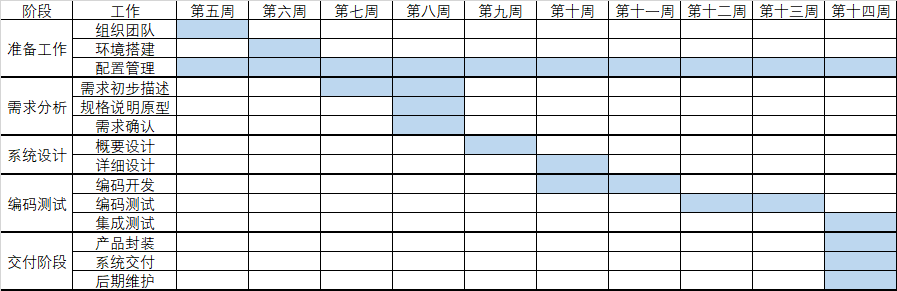 阶段 工作 第五周 第六周 第七周 第八周 第九周 第十周 第十一周 第十二周 第十三周 第十四周
准备工作 组织团队
环境搭建
配置管理
需求分析 需求初步描述
规格说明原型
需求确认
系统设计 概要设计
详细设计
编码测试 编码开发
编码测试
集成测试
交付阶段 产品封装
系统交付
后期维护